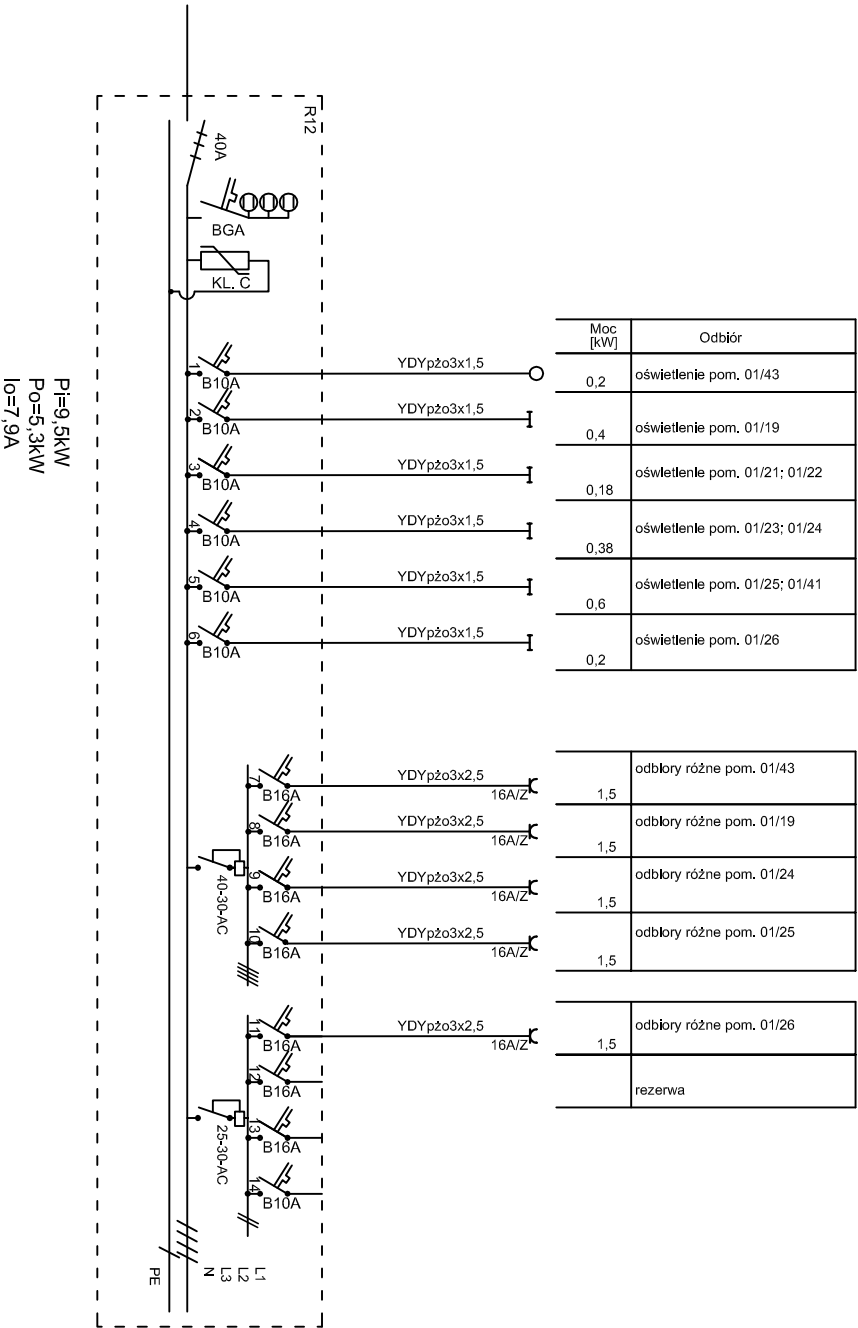 R12
40A
BGA
KL. C
Moc [kW]
Odbiór
1
B10A
YDYpżo3x1,5
0,2
oświetlenie pom. 01/43
2
B10A
YDYpżo3x1,5
0,4
oświetlenie pom. 01/19
3
B10A
YDYpżo3x1,5
0,18
oświetlenie pom. 01/21; 01/22
4
B10A
YDYpżo3x1,5
0,38
oświetlenie pom. 01/23; 01/24
5
B10A
YDYpżo3x1,5
0,6
oświetlenie pom. 01/25; 01/41
6
B10A
YDYpżo3x1,5
0,2
oświetlenie pom. 01/26
Pi=9,5kW
Po=5,3kW
Io=7,9A
7
B16A
YDYpżo3x2,5
16A/Z
1,5
odbiory różne pom. 01/43
8
B16A
YDYpżo3x2,5
16A/Z
1,5
odbiory różne pom. 01/19
40-30-AC
9
B16A
YDYpżo3x2,5
16A/Z
1,5
odbiory różne pom. 01/24
10
B16A
YDYpżo3x2,5
16A/Z
1,5
odbiory różne pom. 01/25
11
B16A
YDYpżo3x2,5
16A/Z
1,5
odbiory różne pom. 01/26
12
B16A
rezerwa
25-30-AC
13
B16A
14
B10A
L1
L2
L3
N
PE